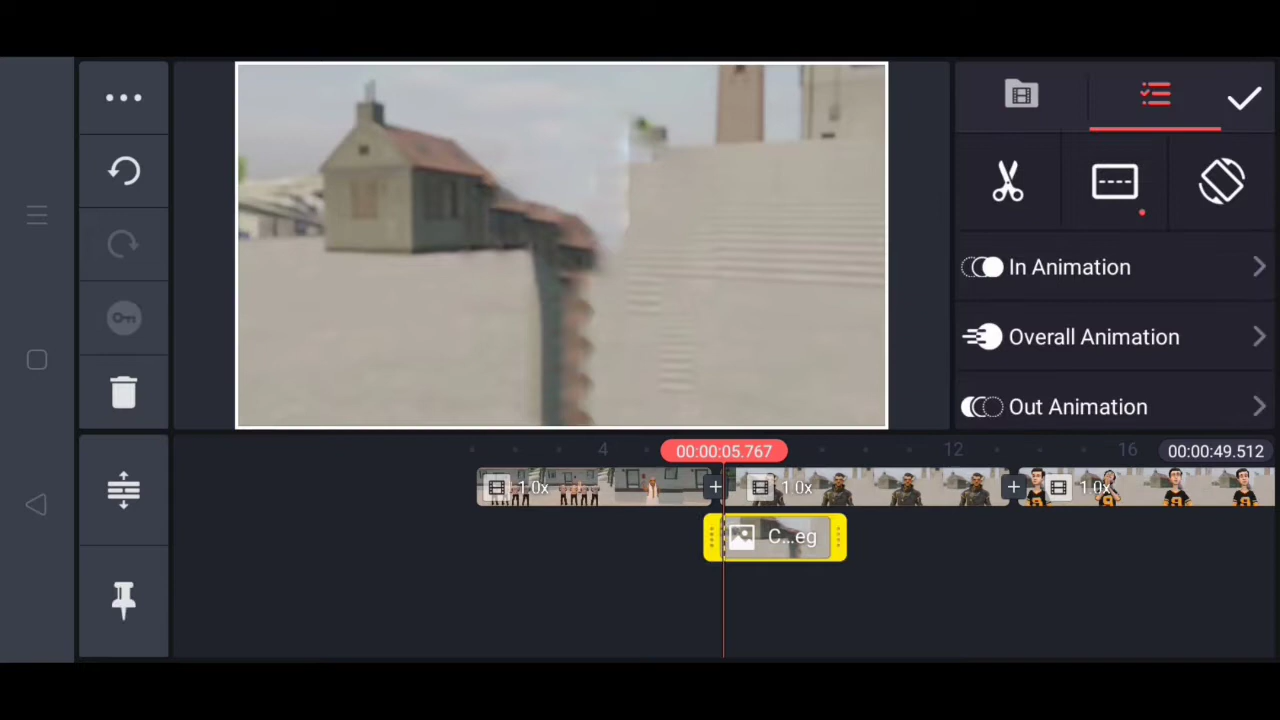 In Animation
Overall Animation
Out Animation
4
00:00:05.767
12
16
00:00:49.512
1.0x
1.0x
1.0x
C...eg